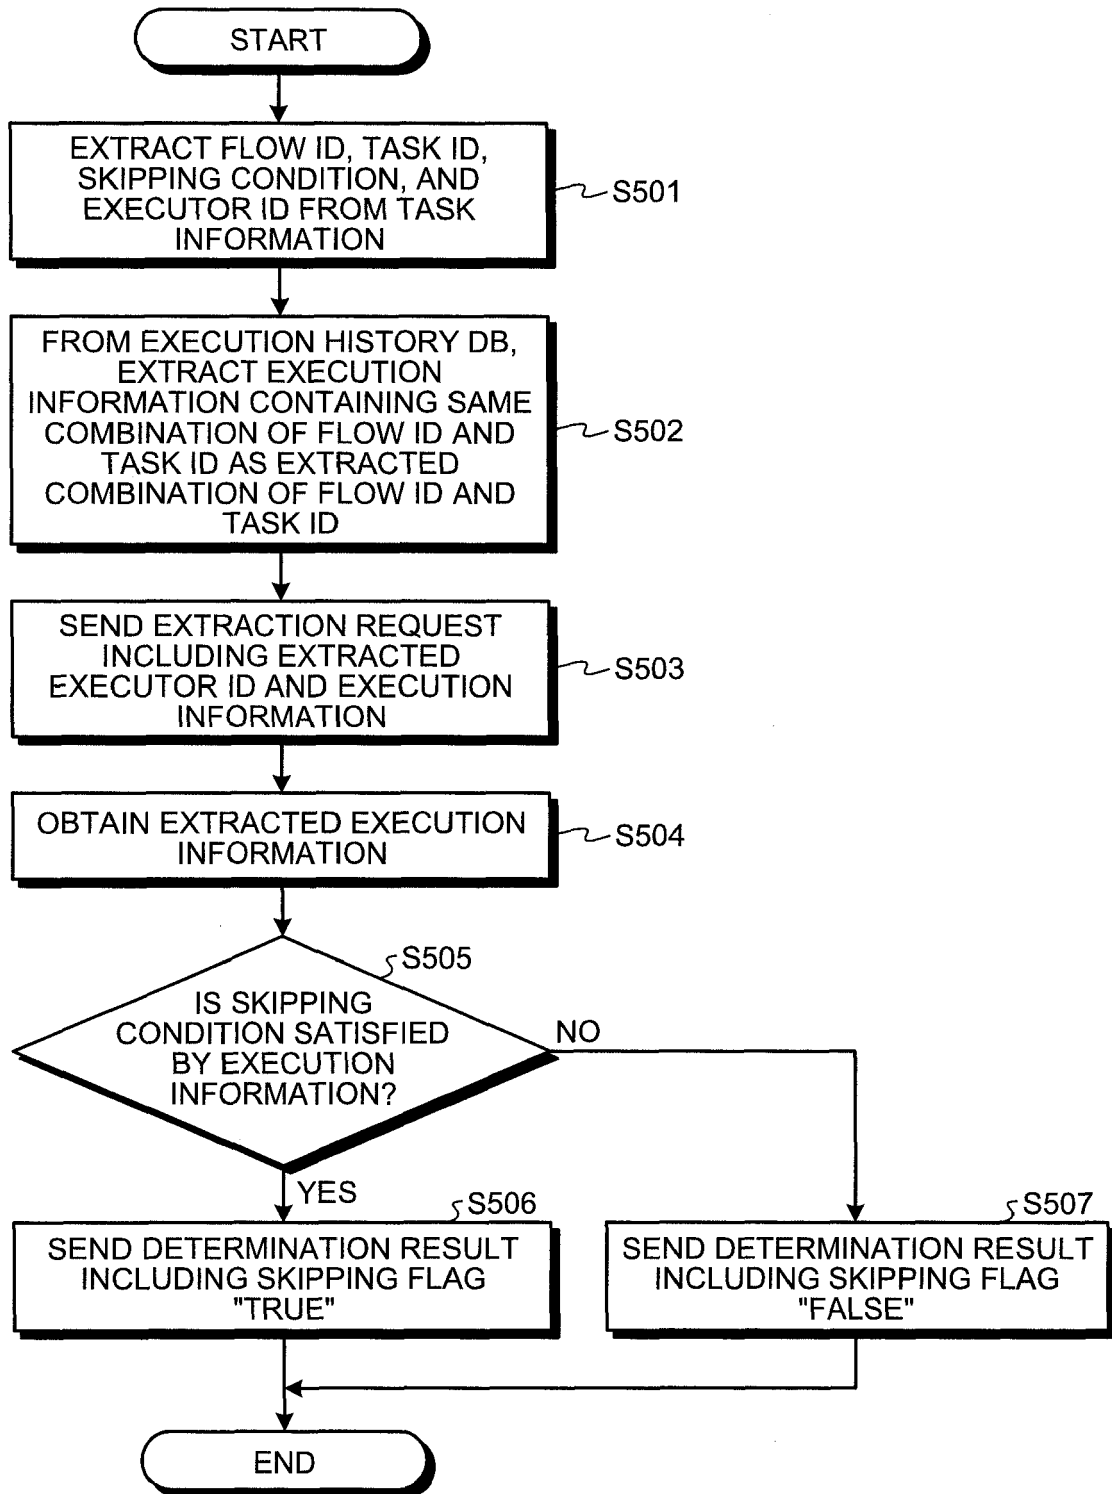 START
EXTRACT FLOW ID, TASK ID,
SKIPPING CONDITION, AND
EXECUTOR ID FROM TASK
INFORMATION
S501
FROM EXECUTION HISTORY DB,
EXTRACT EXECUTION
INFORMATION CONTAINING SAME
COMBINATION OF FLOW ID AND
TASK ID AS EXTRACTED
COMBINATION OF FLOW ID AND
TASK ID
S502
SEND EXTRACTION REQUEST
INCLUDING EXTRACTED
EXECUTOR ID AND EXECUTION
INFORMATION
S503
OBTAIN EXTRACTED EXECUTION
INFORMATION
S504
S505
IS SKIPPING
CONDITION SATISFIED
BY EXECUTION
INFORMATION?
NO
YES
S506
SEND DETERMINATION RESULT
INCLUDING SKIPPING FLAG
"TRUE"
S507
SEND DETERMINATION RESULT
INCLUDING SKIPPING FLAG
"FALSE"
END